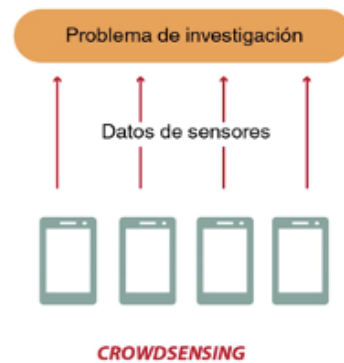 Problema de investigación
Datos de sensores
CROWDSENSING